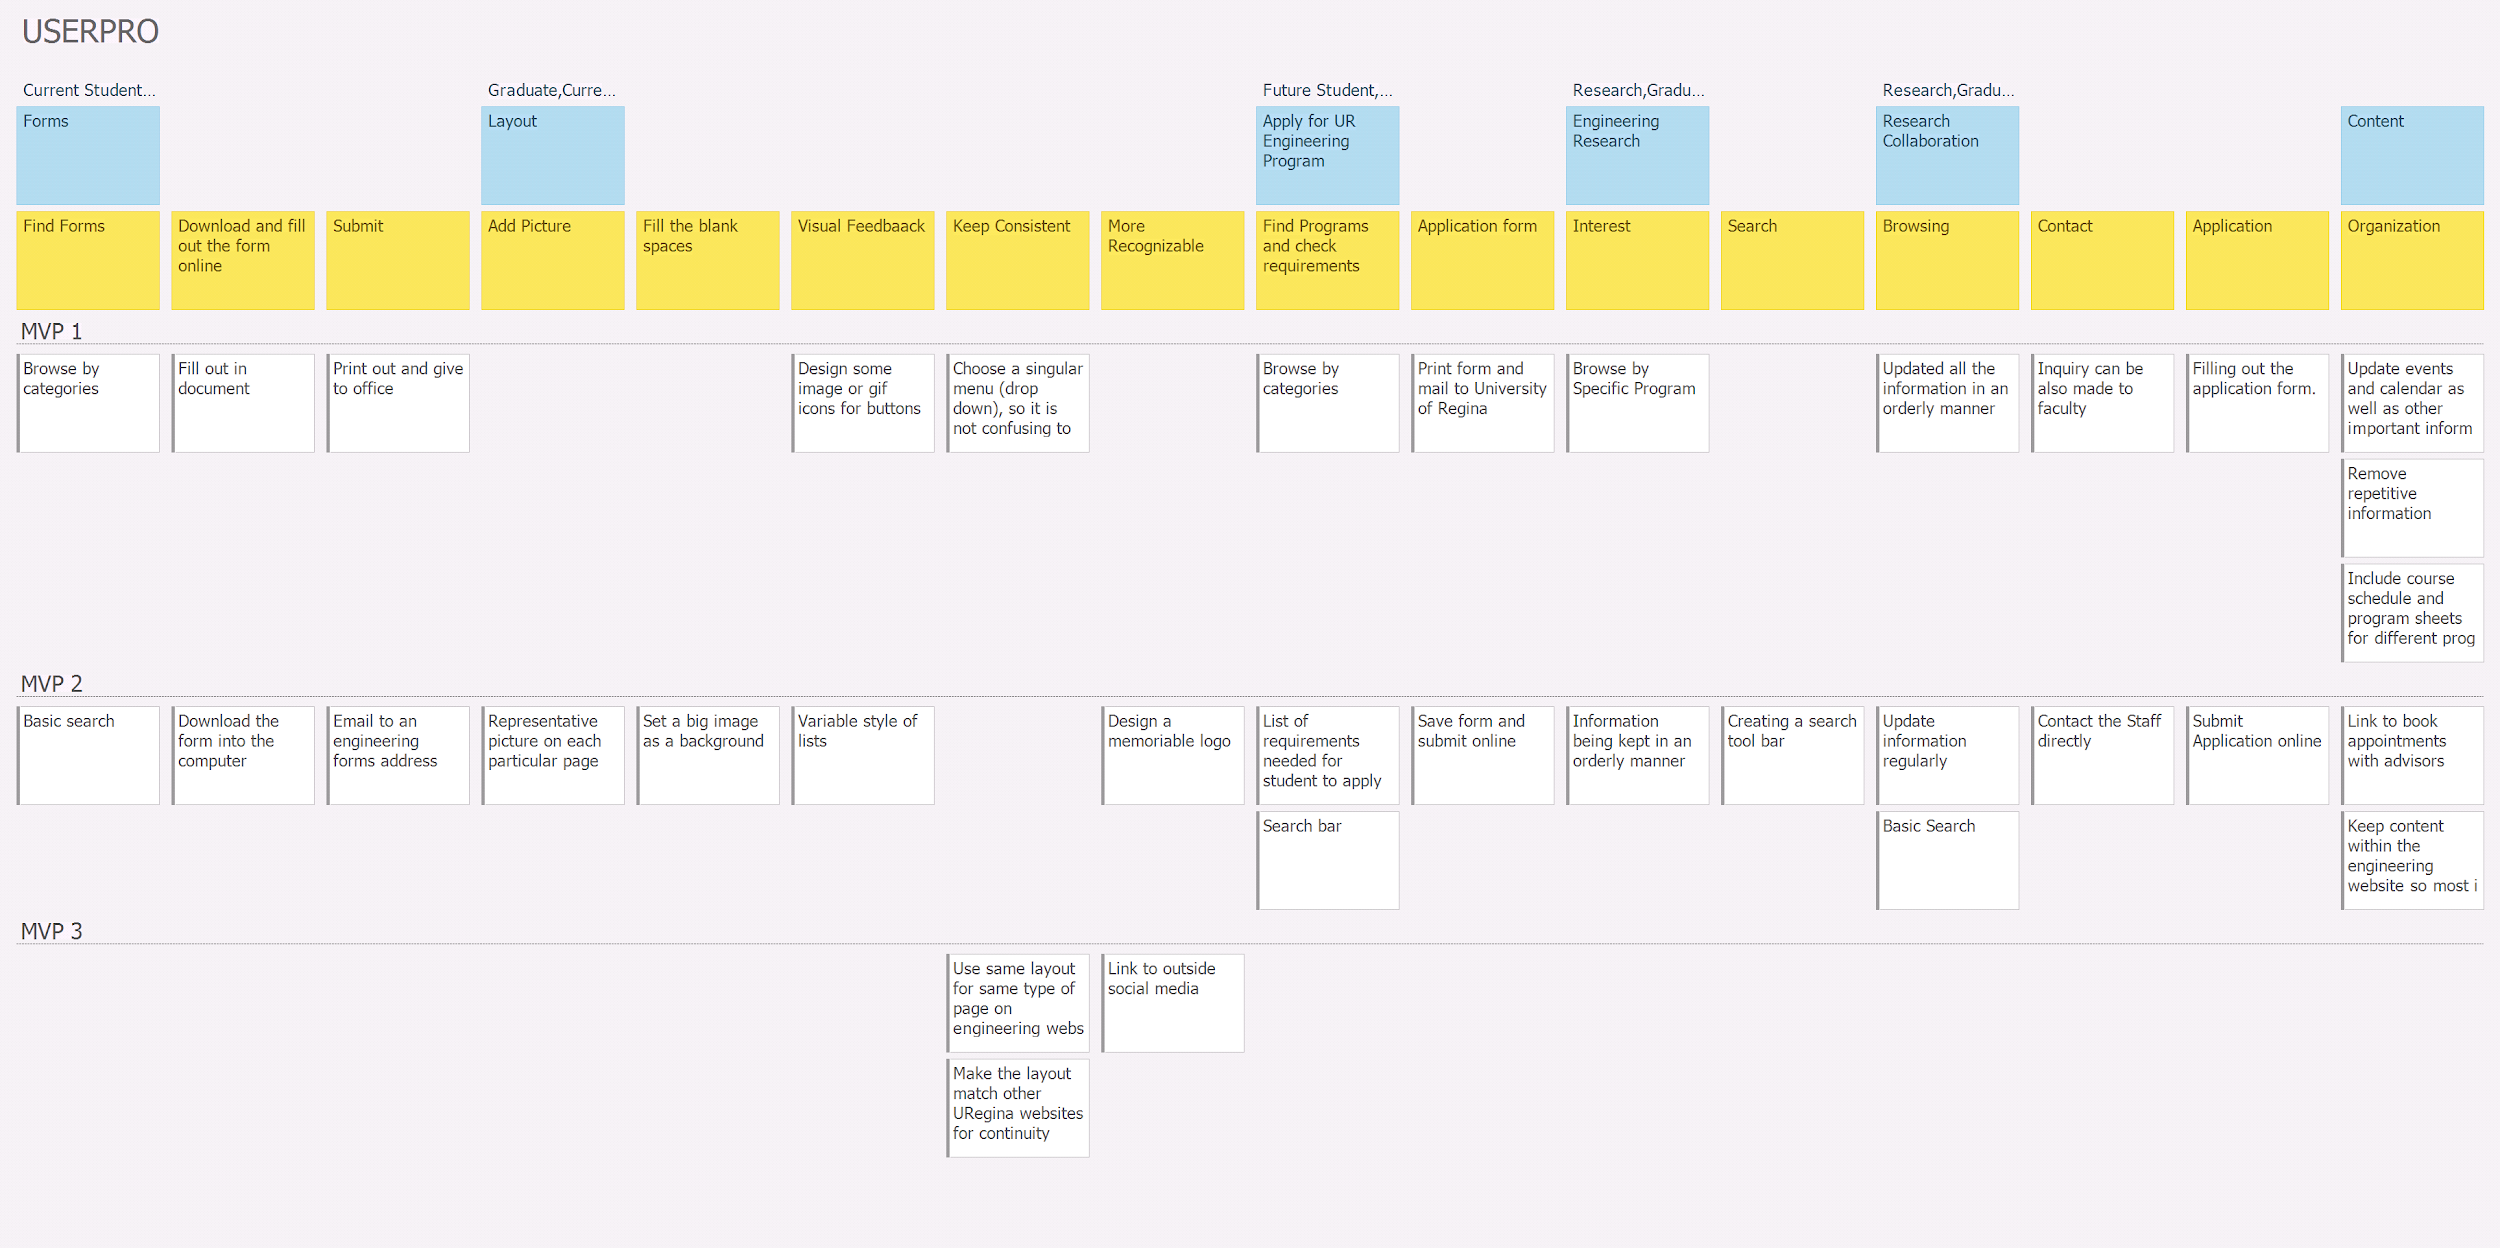 USERPRO
Current Student...
Graduate,Curre...
Future Student,...
Research,Gradu...
Research,Gradu...
Forms
Layout
Apply for UR
Engineering
Program
Engineering
Research
Research
Collaboration
Content
Find Forms
Download and fill
out the form
online
Submit
Add Picture
Fill the blank
spaces
Visual Feedbaack
Keep Consistent
More
Recognizable
Find Programs
and check
requirements
Application form
Interest
Search
Browsing
Contact
Application
Organization
MVP 1
Browse by
categories
Fill out in
document
Print out and give
to office
Design some
image or gif
icons for buttons
Choose a singular
menu (drop
down), so it is
not confusing to
Browse by
categories
Print form and
mail to University
of Regina
Browse by
Specific Program
Updated all the
information in an
orderly manner
Inquiry can be
also made to
faculty
Filling out the
application form.
Update events
and calendar as
well as other
important inform
Remove
repetitive
information
Include course
schedule and
program sheets
for different prog
MVP 2
Basic search
Download the
form into the
computer
Email to an
engineering
forms address
Representative
picture on each
particular page
Set a big image
as a background
Variable style of
lists
Design a
memoriable logo
List of
requirements
needed for
student to apply
Save form and
submit online
Information
being kept in an
orderly manner
Creating a search
tool bar
Update
information
regularly
Contact the Staff
directly
Submit
Application online
Link to book
appointments
with advisors
Search bar
Basic Search
Keep content
within the
engineering
website so most i
MVP 3
Use same layout
for same type of
page on
engineering webs
Link to outside
social media
Make the layout
match other
URegina websites
for continuity